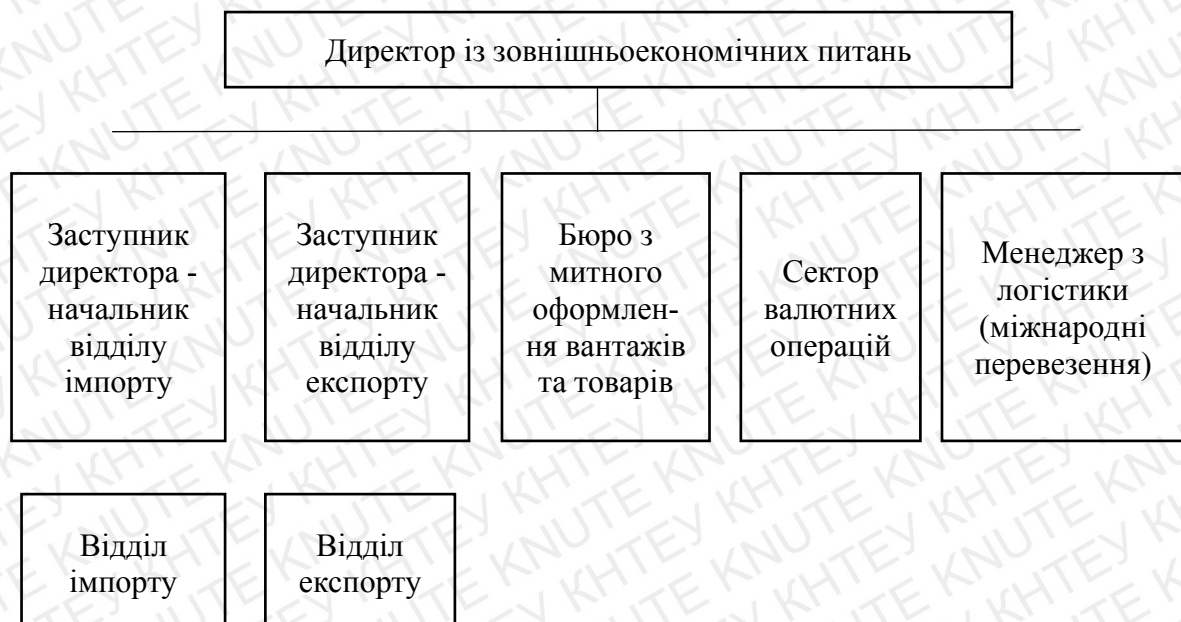 Директор із зовнішньоекономічних питань
Заступник
директора -
начальник
відділу
імпорту
Заступник
директора -
начальник
відділу
експорту
Бюро з
митного
оформлен-
ня вантажів
та товарів
Сектор
валютних
операцій
Менеджер з
логістики
(міжнародні
перевезення)
Відділ
імпорту
Відділ
експорту